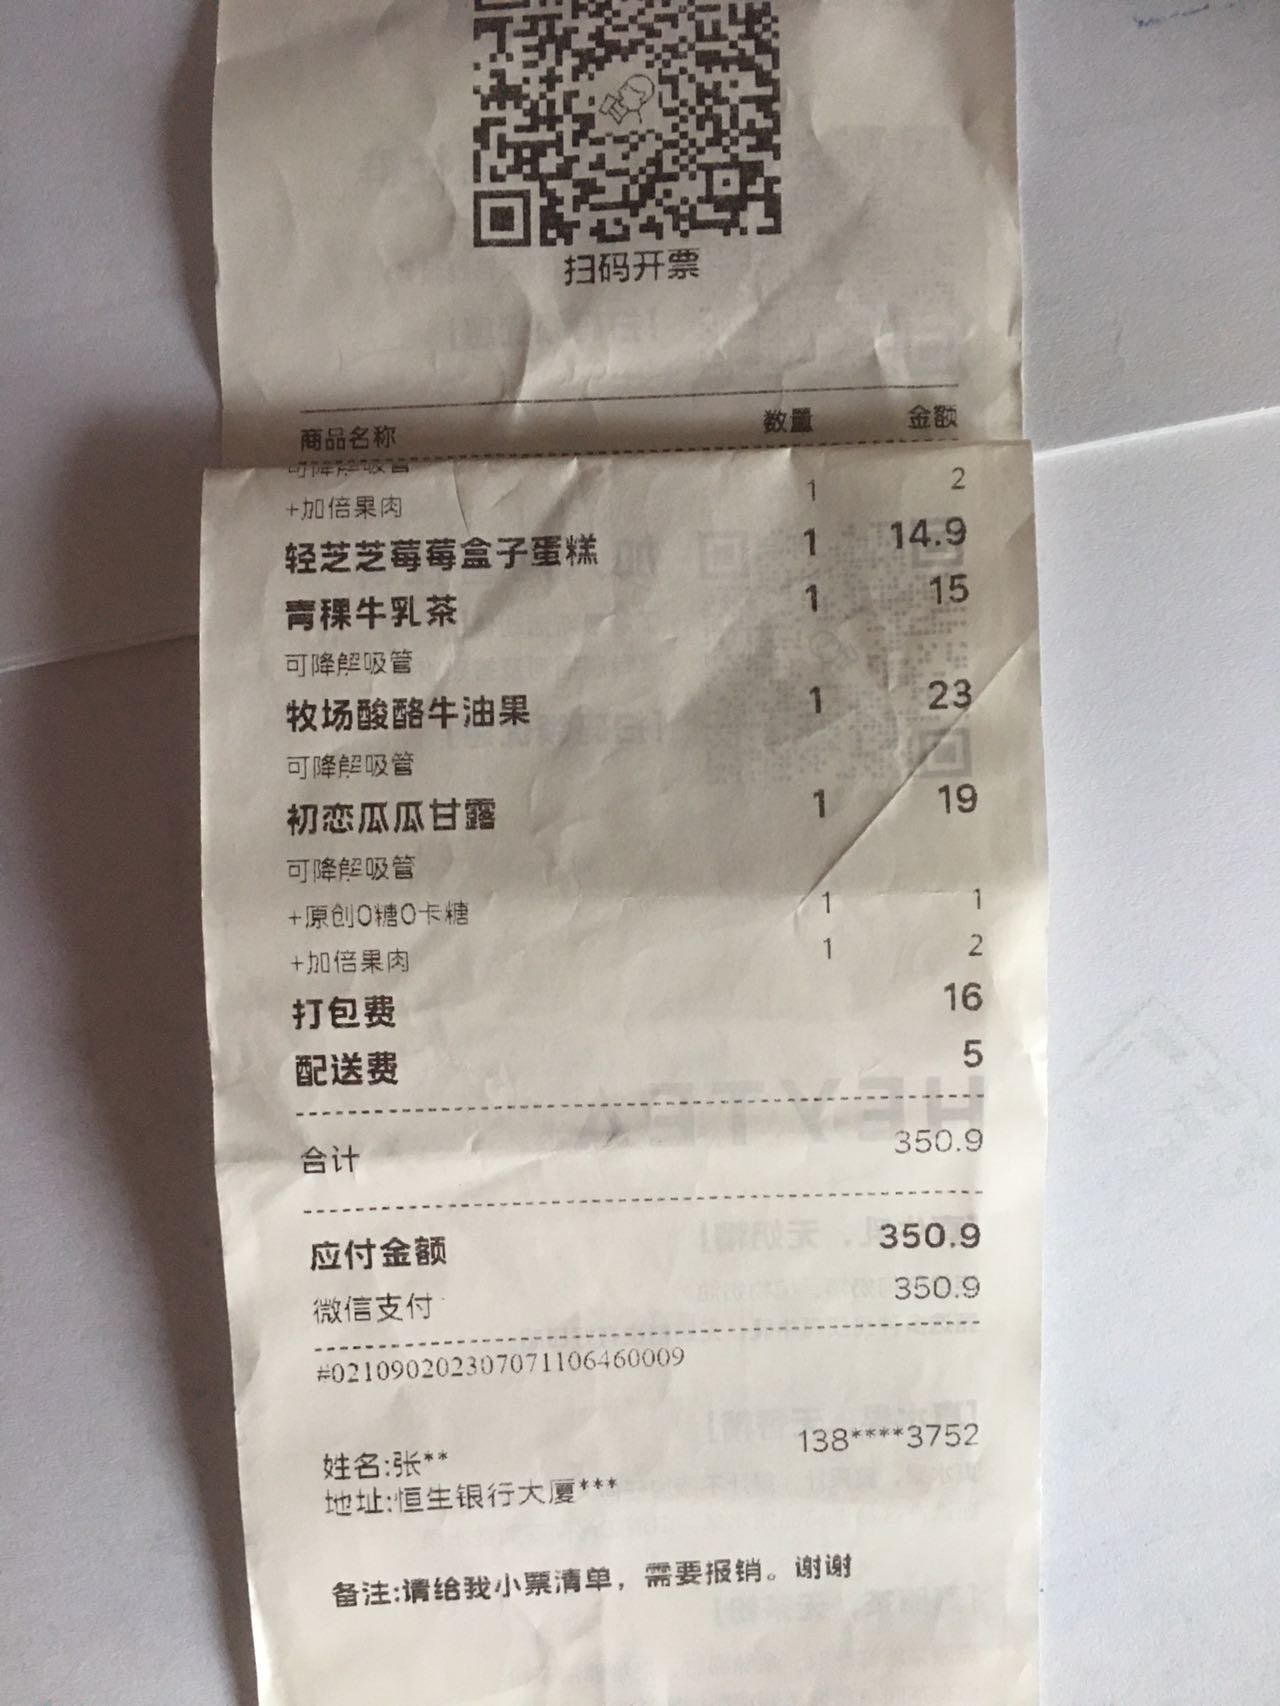 扫码开票
商品名称 数量 金额
可降解吸管
+加倍果肉 1 2
轻芝芝莓莓盒子蛋糕 1 14.9
青稞牛乳茶 1 15
可降解吸管
牧场酸酪牛油果 1 23
可降解吸管
初恋瓜瓜甘露 1 19
可降解吸管
+原创0糖0卡糖 1 1
+加倍果肉 1 2
打包费 16
配送费 5
合计 350.9
应付金额 350.9
微信支付 350.9
#0210902023070711064600009
姓名:张** 138****3752
地址:恒生银行大厦***
备注:请给我小票清单，需要报销。谢谢